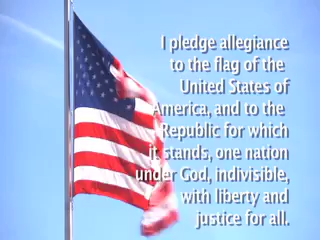 I pledge allegiance
to the flag of the
United States of
America, and to the
Republic for which
it stands, one nation
under God, indivisible,
with liberty and
justice for all.